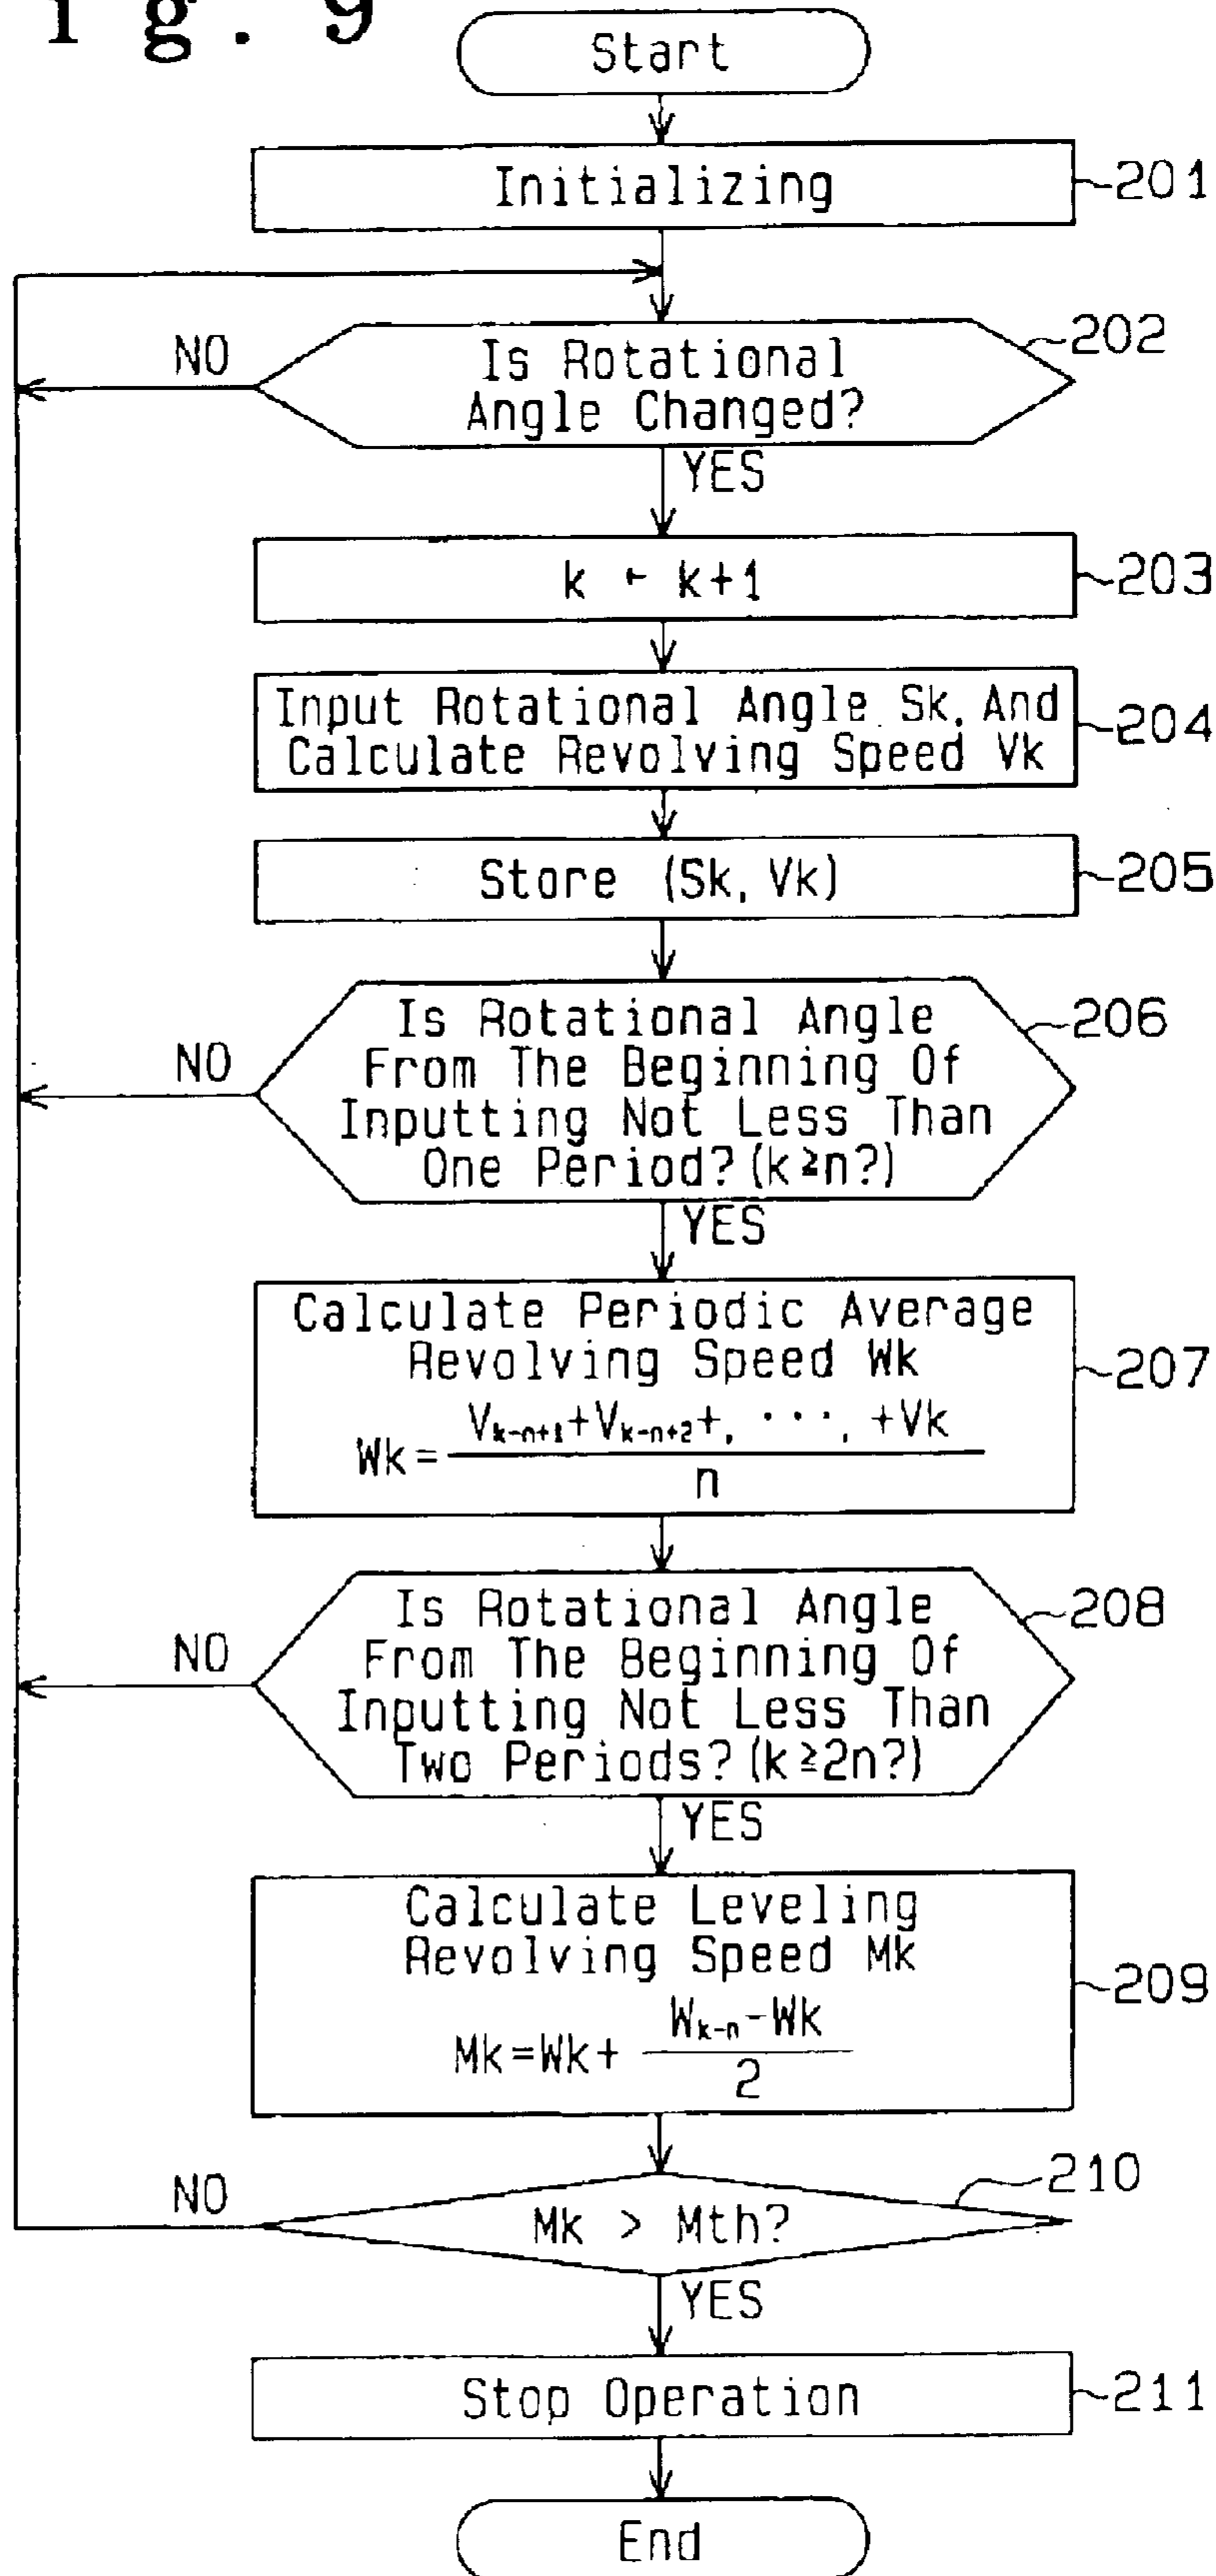 ig. 9
Start
Initializing
201
Is Rotational
Angle Changed?
202
NO
YES
k ← k+1
203
Input Rotational Angle Sk, And
Calculate Revolving Speed Vk
204
Store (Sk, Vk)
205
Is Rotational Angle
From The Beginning Of
Inputting Not Less Than
One Period? (k≧n?)
206
NO
YES
Calculate Periodic Average
Revolving Speed Wk
Wk = (V_{k-n+1}+V_{k-n+2}+, ···, +Vk) / n
207
Is Rotational Angle
From The Beginning Of
Inputting Not Less Than
Two Periods? (k≧2n?)
208
NO
YES
Calculate Leveling
Revolving Speed Mk
Mk=Wk+ (W_{k-n}-Wk) / 2
209
Mk > Mth?
210
NO
YES
Stop Operation
211
End